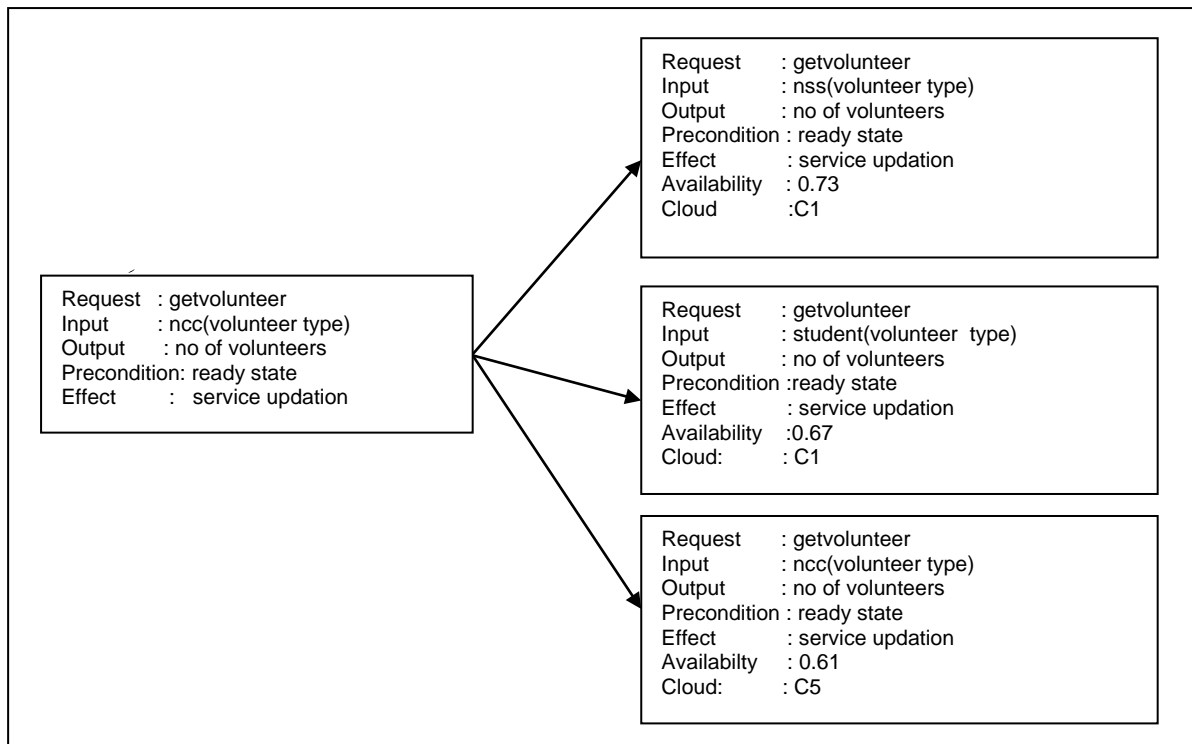 Request : getvolunteer
Input : ncc(volunteer type)
Output : no of volunteers
Precondition: ready state
Effect : service updation
Request : getvolunteer
Input : nss(volunteer type)
Output : no of volunteers
Precondition : ready state
Effect : service updation
Availability : 0.73
Cloud :C1
Request : getvolunteer
Input : student(volunteer type)
Output : no of volunteers
Precondition :ready state
Effect : service updation
Availability :0.67
Cloud: : C1
Request : getvolunteer
Input : ncc(volunteer type)
Output : no of volunteers
Precondition : ready state
Effect : service updation
Availabilty : 0.61
Cloud: : C5